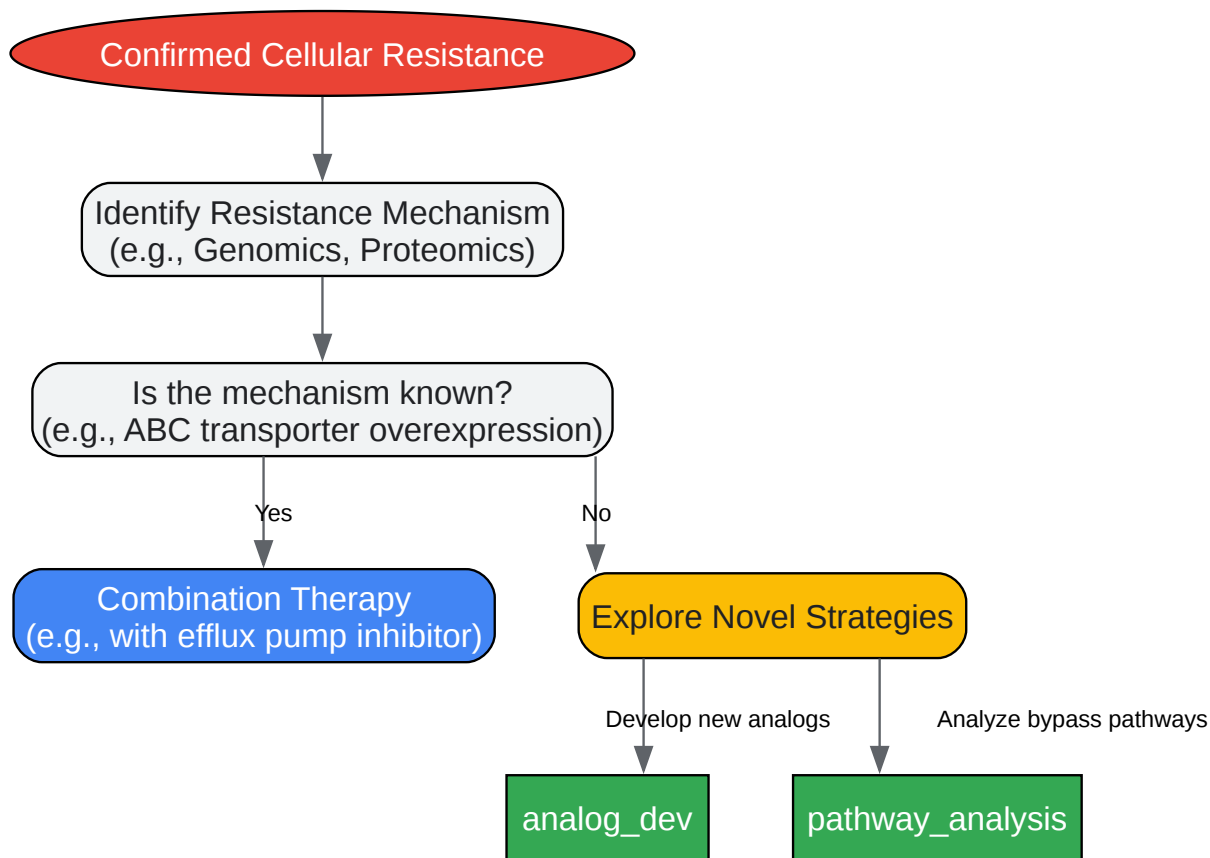 Confirmed Cellular Resistance
Identify Resistance Mechanism
(e.g., Genomics, Proteomics)
Is the mechanism known?
(e.g., ABC transporter overexpression)
Yes
No
Combination Therapy
(e.g., with efflux pump inhibitor)
Explore Novel Strategies
Develop new analogs
Analyze bypass pathways
analog_dev
pathway_analysis